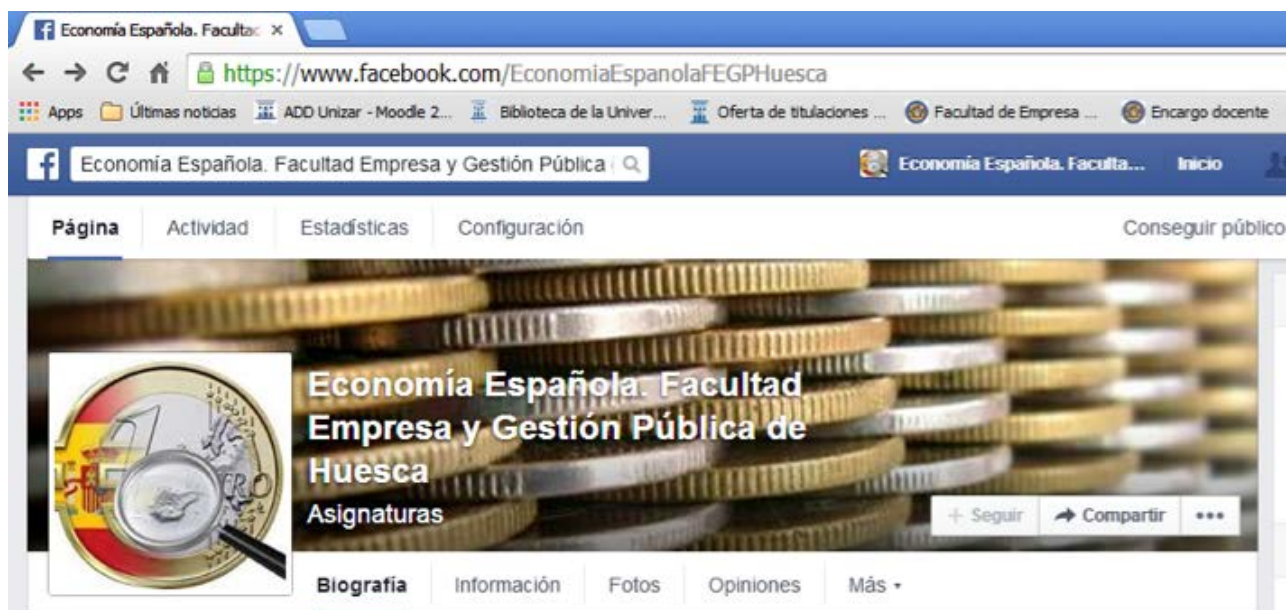 Economía Española. Facultac
https://www.facebook.com/EconomiaEspanolaFEGPHuesca
Apps Últimas noticias ADD Unizar - Moodle 2... Biblioteca de la Univer... Oferta de titulaciones ... Facultad de Empresa ... Encargo docente
Economía Española. Facultad Empresa y Gestión Pública Economía Española. Faculta... Inicio
Página Actividad Estadísticas Configuración Conseguir público
Economía Española. Facultad
Empresa y Gestión Pública de
Huesca
Asignaturas
+ Seguir Compartir
Biografía Información Fotos Opiniones Más